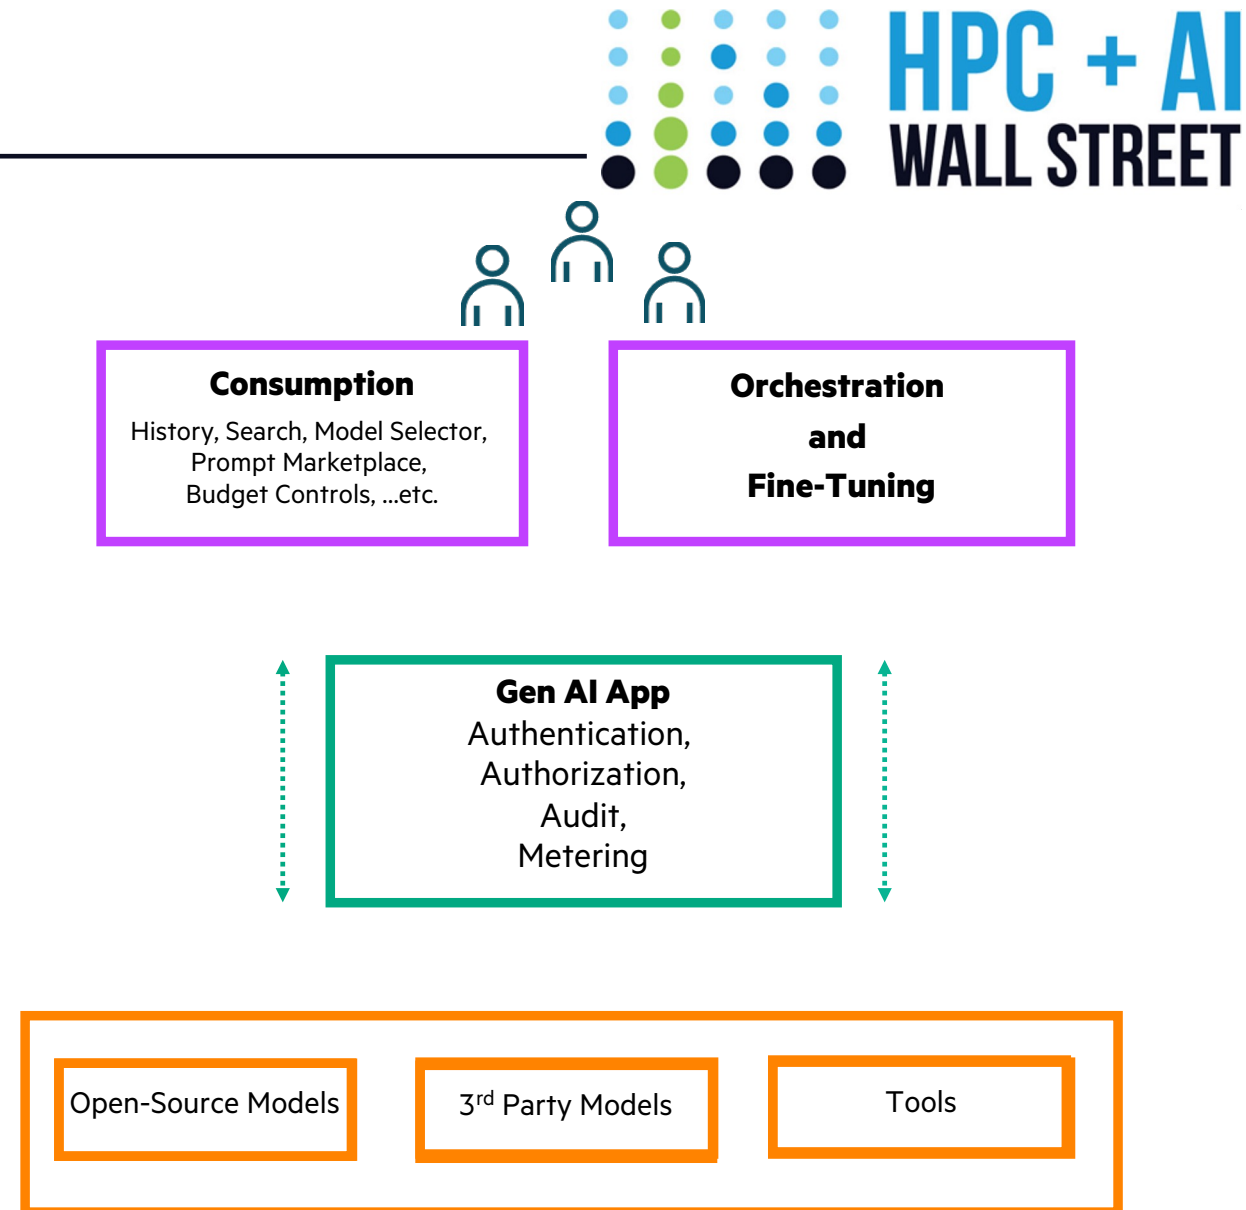 HPC + AI
WALL STREET
Consumption
History, Search, Model Selector,
Prompt Marketplace,
Budget Controls, ...etc.
Orchestration
and
Fine-Tuning
Gen AI App
Authentication,
Authorization,
Audit,
Metering
Open-Source Models
3rd Party Models
Tools